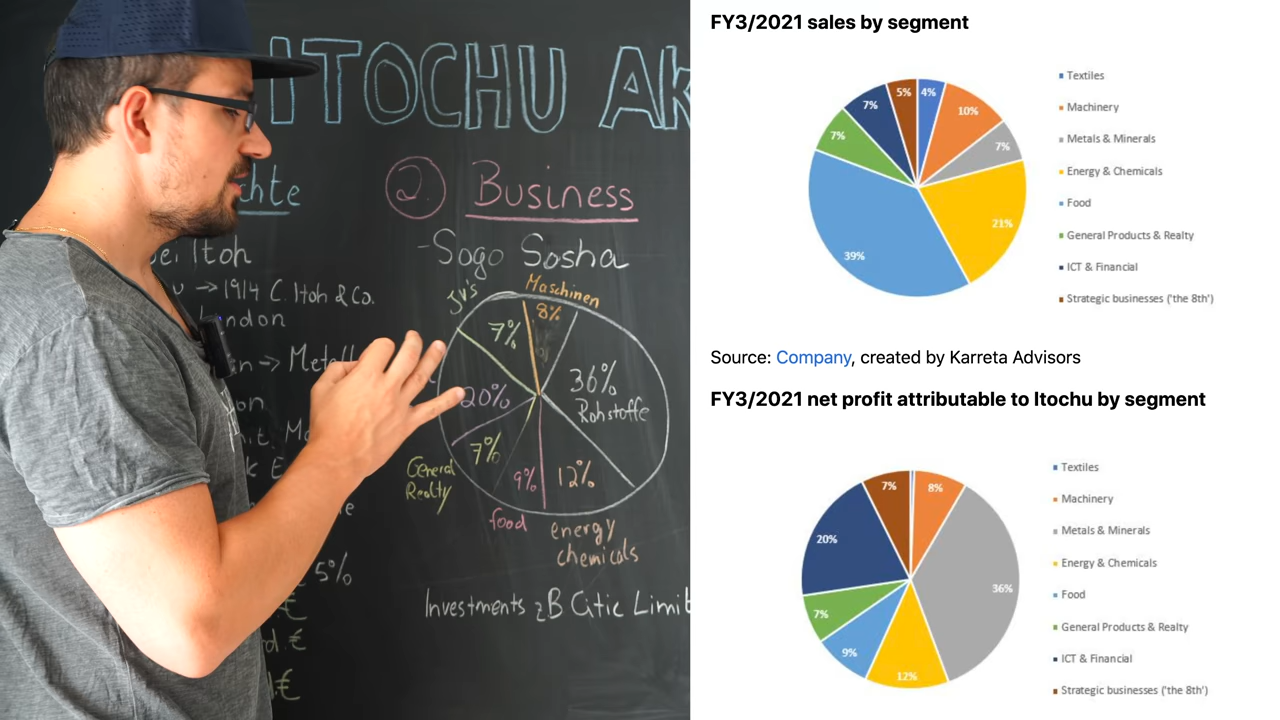 ITOCHU AK
chte
2. Business
bei Itoh
-Sogo Sosha
→ 1914 C. Itoh & Co.
London
→ Metall
JV's
Maschinen
8%
7%
36%
Rohstoffe
20%
7%
General
Realty
9%
food
12%
energy
chemicals
5%
€
rd. €
d.€
Investments zB Citic Limit
FY3/2021 sales by segment
5%
4%
10%
7%
21%
39%
7%
7%
Textiles
Machinery
Metals & Minerals
Energy & Chemicals
Food
General Products & Realty
ICT & Financial
Strategic businesses ('the 8th')
Source: Company, created by Karreta Advisors
FY3/2021 net profit attributable to Itochu by segment
7%
8%
20%
36%
7%
9%
12%
Textiles
Machinery
Metals & Minerals
Energy & Chemicals
Food
General Products & Realty
ICT & Financial
Strategic businesses ('the 8th')